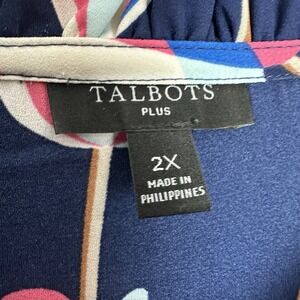 TALBOTS
PLUS
2X
MADE IN
PHILIPPINES